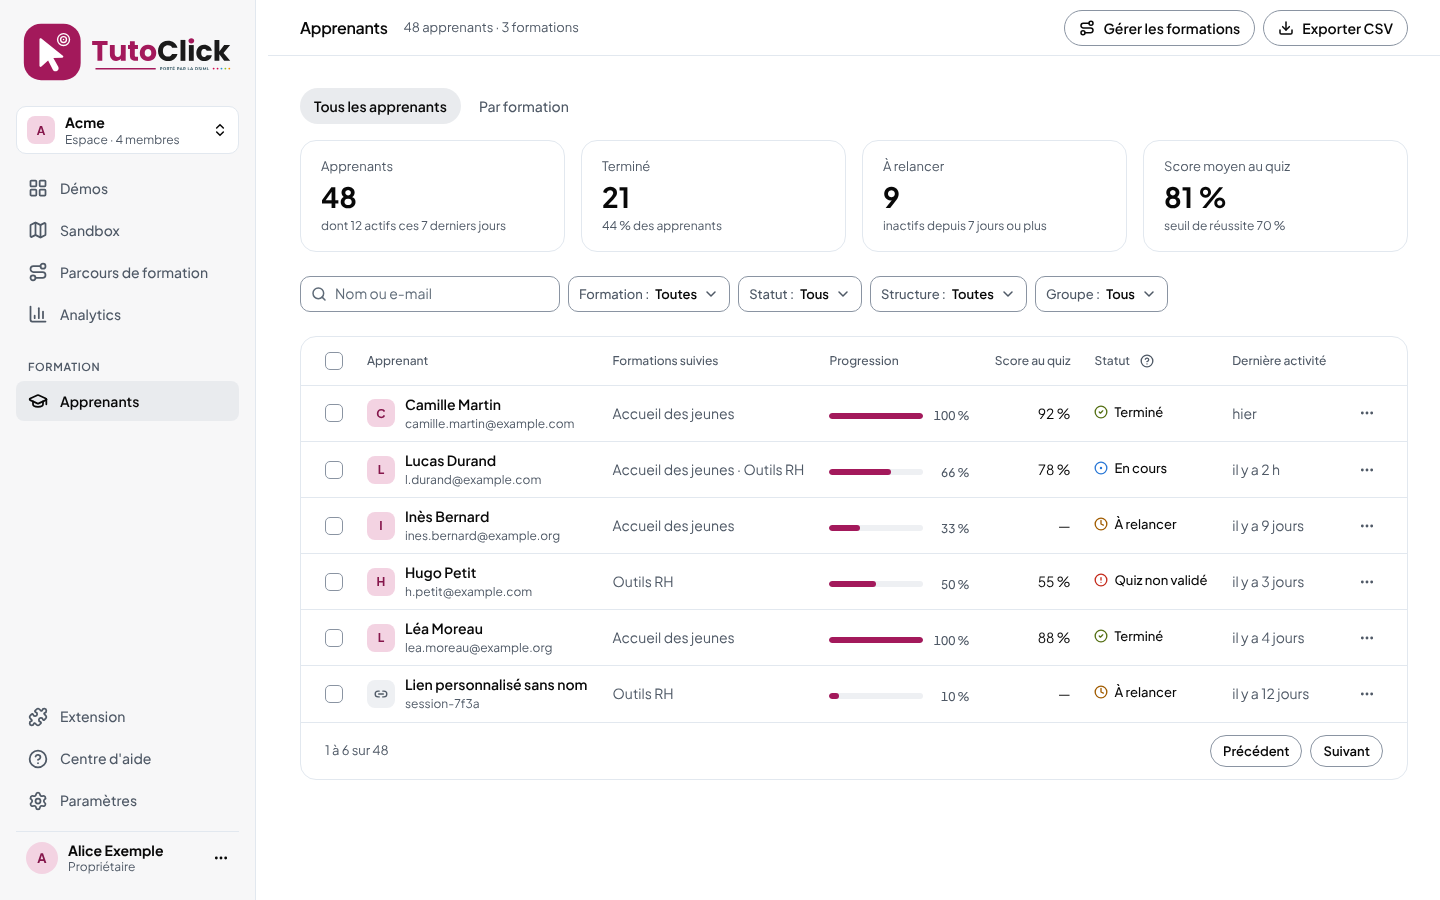 TutoClick
PORTÉ PAR LA DSIML
A
Acme
Espace · 4 membres
Démos
Sandbox
Parcours de formation
Analytics
FORMATION
Apprenants
Extension
Centre d'aide
Paramètres
A
Alice Exemple
Propriétaire
Apprenants
48 apprenants · 3 formations
Gérer les formations
Exporter CSV
Tous les apprenants
Par formation
Apprenants
48
dont 12 actifs ces 7 derniers jours
Terminé
21
44 % des apprenants
À relancer
9
inactifs depuis 7 jours ou plus
Score moyen au quiz
81 %
seuil de réussite 70 %
Nom ou e-mail
Formation : Toutes
Statut : Tous
Structure : Toutes
Groupe : Tous
Apprenant Formations suivies Progression Score au quiz Statut Dernière activité
C Camille Martin Accueil des jeunes 100 % 92 % Terminé hier
camille.martin@example.com
L Lucas Durand Accueil des jeunes · Outils RH 66 % 78 % En cours il y a 2 h
l.durand@example.com
I Inès Bernard Accueil des jeunes 33 % — À relancer il y a 9 jours
ines.bernard@example.org
H Hugo Petit Outils RH 50 % 55 % Quiz non validé il y a 3 jours
h.petit@example.com
L Léa Moreau Accueil des jeunes 100 % 88 % Terminé il y a 4 jours
lea.moreau@example.org
Lien personnalisé sans nom Outils RH 10 % — À relancer il y a 12 jours
session-7f3a
1 à 6 sur 48
Précédent
Suivant